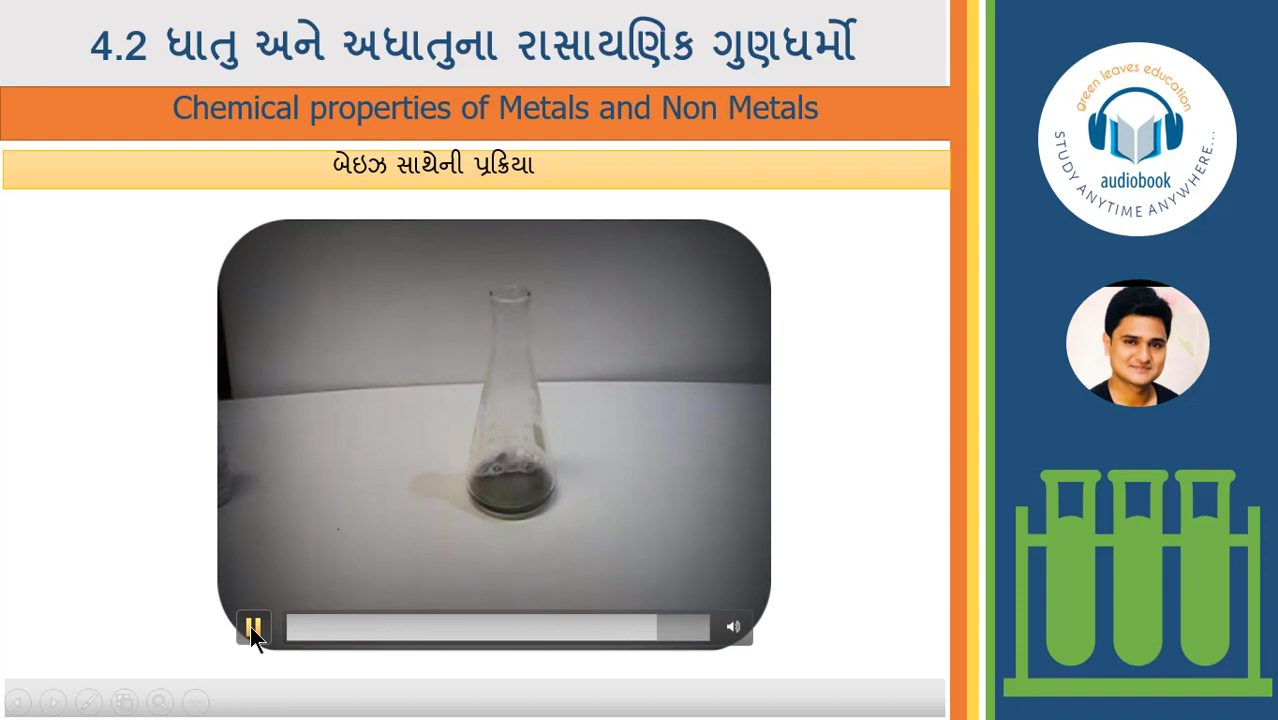 4.2 ધાતુ અને અધાતુના રાસાયણિક ગુણધર્મો
Chemical properties of Metals and Non Metals
બેઇઝ સાથેની પ્રક્રિયા
green leaves education
audiobook
STUDY ANYTIME ANYWHERE...